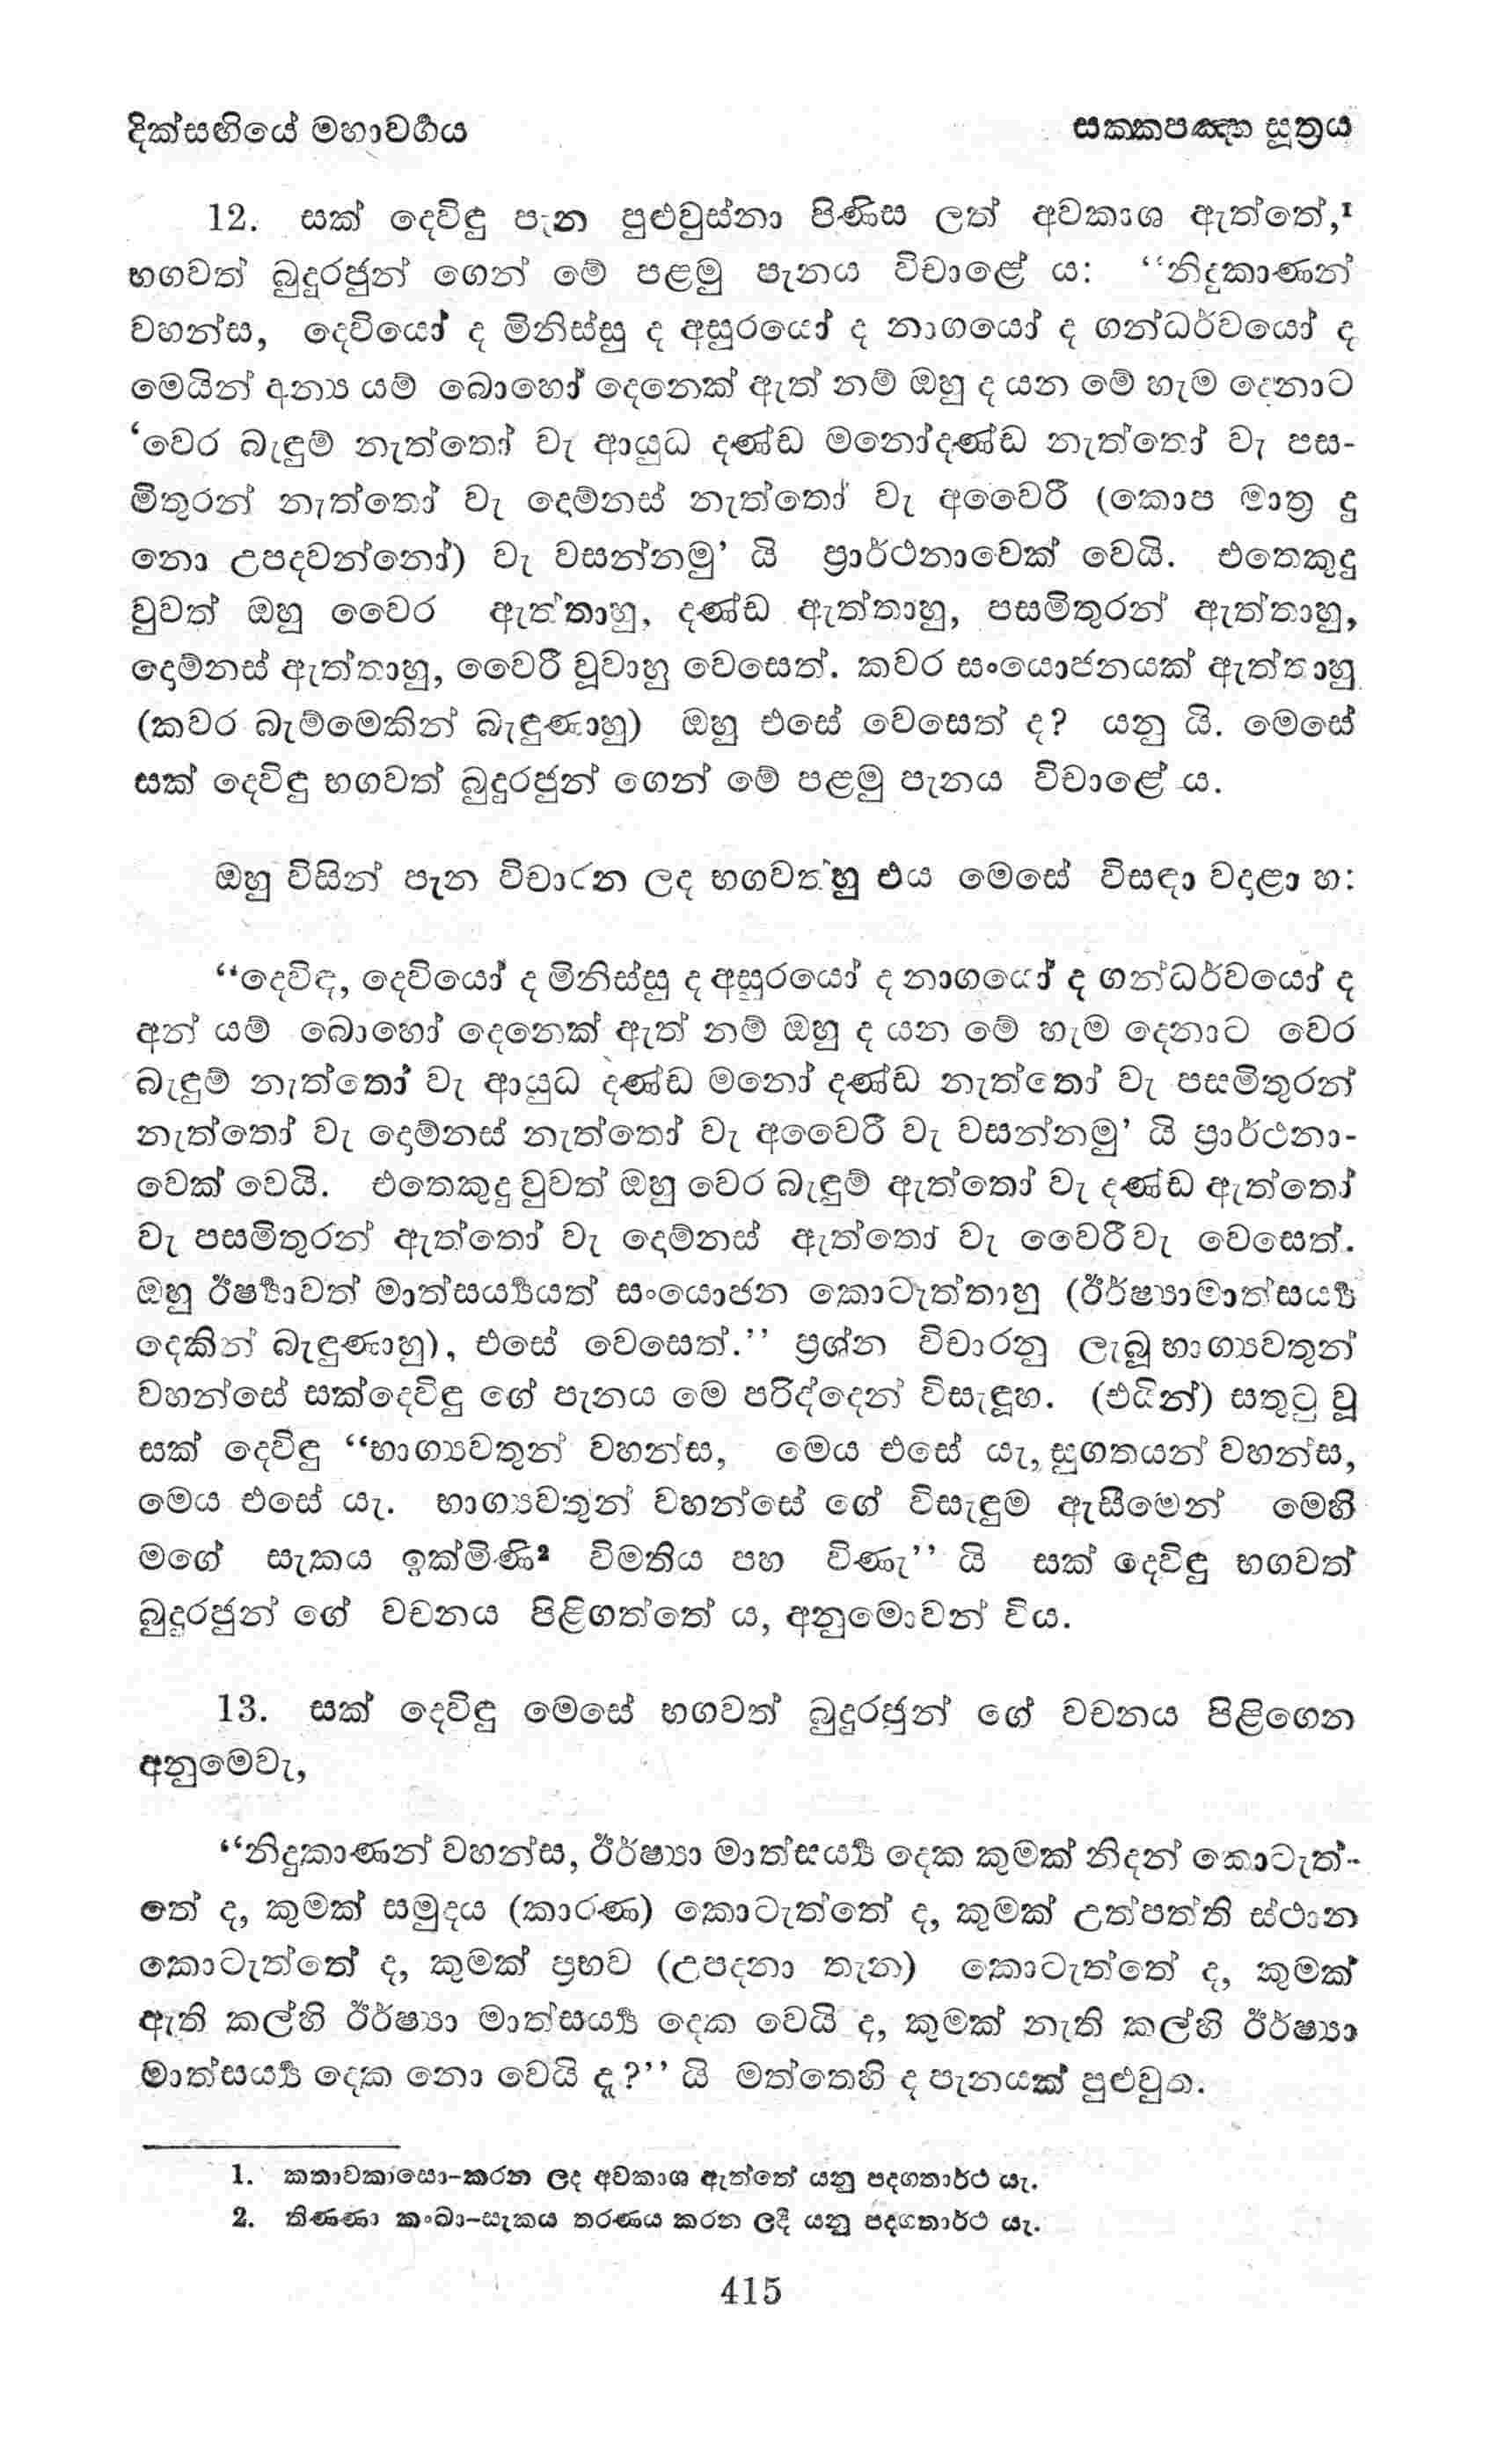 දික්සඟියේ මහාවර්‍ගය
සක්කපඤ්හ සූත්‍රය
12. සක් දෙවිඳු පැන පුළුවුස්නා පිණිස ලත් අවකාශ ඇත්තේ,¹
භගවත් බුදුරජුන් ගෙන් මේ පළමු පැනය විචාළේ ය: “නිදුකාණන්
වහන්ස, දෙවියෝ ද මිනිස්සු ද අසුරයෝ ද නාගයෝ ද ගන්ධර්වයෝ ද
මෙයින් අන්‍ය යම් බොහෝ දෙනෙක් ඇත් නම් ඔහු ද යන මේ හැම දෙනාට
‘වෙර බැඳුම් නැත්තෝ වැ ආයුධ දණ්ඩ මනෝදණ්ඩ නැත්තෝ වැ පස-
මිතුරන් නැත්තෝ වැ දොම්නස් නැත්තෝ වැ අවෛරී (කොප මාත්‍ර දු
නො උපදවන්නෝ) වැ වසන්නමු’ යි ප්‍රාර්ථනාවෙක් වෙයි. එතෙකුදු
වුවත් ඔහු වෛර ඇත්තාහු, දණ්ඩ ඇත්තාහු, පසමිතුරන් ඇත්තාහු,
දොම්නස් ඇත්තාහු, වෛරී වූවාහු වෙසෙත්. කවර සංයොජනයක් ඇත්තාහු
(කවර බැම්මෙකින් බැඳුණාහු) ඔහු එසේ වෙසෙත් ද? යනු යි. මෙසේ
සක් දෙවිඳු භගවත් බුදුරජුන් ගෙන් මේ පළමු පැනය විචාළේ ය.
ඔහු විසින් පැන විචාරන ලද භගවත්හු එය මෙසේ විසඳා වදාළා හ:
“දෙවිඳ, දෙවියෝ ද මිනිස්සු ද අසුරයෝ ද නාගයෝ ද ගන්ධර්වයෝ ද
අන් යම් බොහෝ දෙනෙක් ඇත් නම් ඔහු ද යන මේ හැම දෙනාට වෙර
බැඳුම් නැත්තෝ වැ ආයුධ දණ්ඩ මනෝ දණ්ඩ නැත්තෝ වැ පසමිතුරන්
නැත්තෝ වැ දොම්නස් නැත්තෝ වැ අවෛරී වැ වසන්නමු’ යි ප්‍රාර්ථනා-
වෙක් වෙයි. එතෙකුදු වුවත් ඔහු වෙර බැඳුම් ඇත්තෝ වැ දණ්ඩ ඇත්තෝ
වැ පසමිතුරන් ඇත්තෝ වැ දොම්නස් ඇත්තෝ වැ වෛරීවැ වෙසෙත්.
ඔහු ඊර්‍ෂ්‍යාවත් මාත්සර්‍ය්‍යයත් සංයොජන කොටැත්තාහු (ඊර්ෂ්‍යාමාත්සර්‍ය්‍ය
දෙකින් බැඳුණාහු), එසේ වෙසෙත්.” ප්‍රශ්න විචාරනු ලැබූ භාග්‍යවතුන්
වහන්සේ සක්දෙවිඳු ගේ පැනය මෙ පරිද්දෙන් විසැඳූහ. (එයින්) සතුටු වූ
සක් දෙවිඳු “භාග්‍යවතුන් වහන්ස, මෙය එසේ යැ, සුගතයන් වහන්ස,
මෙය එසේ යැ. භාග්‍යවතුන් වහන්සේ ගේ විසැඳුම ඇසීමෙන් මෙහි
මගේ සැකය ඉක්මිණි² විමතිය පහ විණැ” යි සක් දෙවිඳු භගවත්
බුදුරජුන් ගේ වචනය පිළිගත්තේ ය, අනුමොවන් විය.
13. සක් දෙවිඳු මෙසේ භගවත් බුදුරජුන් ගේ වචනය පිළිගෙන
අනුමෙවැ,
“නිදුකාණන් වහන්ස, ඊර්ෂ්‍යා මාත්සර්‍ය්‍ය දෙක කුමක් නිදන් කොටැත්-
තේ ද, කුමක් සමුදය (කාරණ) කොටැත්තේ ද, කුමක් උත්පත්ති ස්ථාන
කොටැත්තේ ද, කුමක් ප්‍රභව (උපදනා තැන) කොටැත්තේ ද, කුමක්
ඇති කල්හි ඊර්ෂ්‍යා මාත්සර්‍ය්‍ය දෙක වෙයි ද, කුමක් නැති කල්හි ඊර්ෂ්‍යා
මාත්සර්‍ය්‍ය දෙක නො වෙයි දැ?” යි මත්තෙහි ද පැනයක් පුළුවුත.
1. කතාවකාසො-කරන ලද අවකාශ ඇත්තේ යනු පදගතාර්ථ යැ.
2. තිණ්ණා කංඛා-සැකය තරණය කරන ලදී යනු පදගතාර්ථ යැ.
415